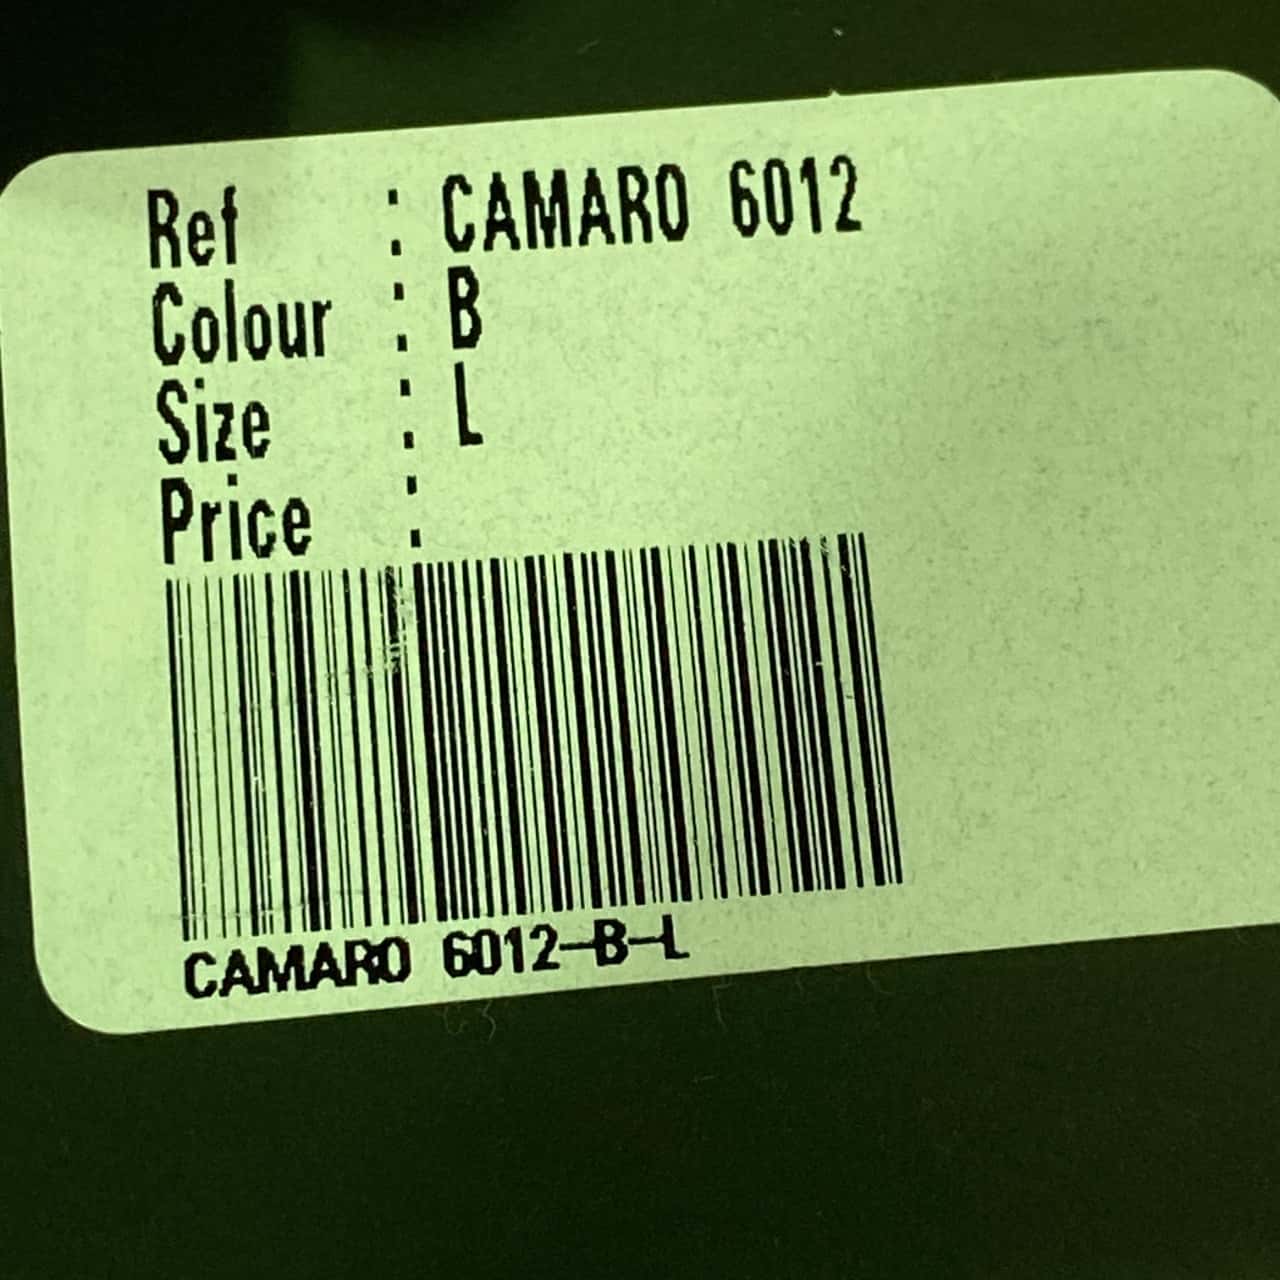 Ref : CAMARO 6012
Colour : B
Size : L
Price :
CAMARO 6012-B-L